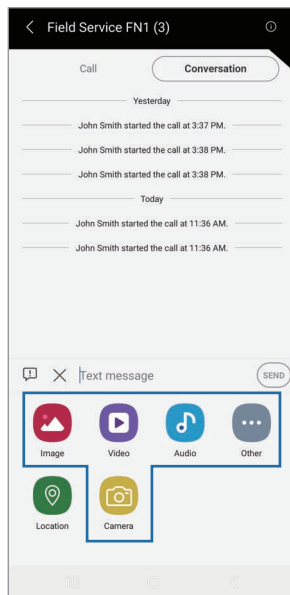 Field Service FN1 (3)
Call
Conversation
Yesterday
John Smith started the call at 3:37 PM.
John Smith started the call at 3:38 PM.
John Smith started the call at 3:38 PM.
Today
John Smith started the call at 11:36 AM.
John Smith started the call at 11:36 AM.
Text message
SEND
Image
Video
Audio
Other
Location
Camera